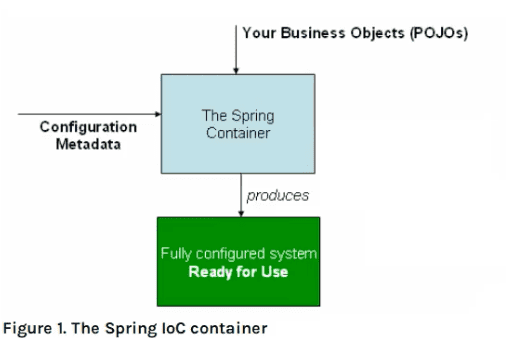 Your Business Objects (POJOs)
The Spring
Container
Configuration
Metadata
produces
Fully configured system
Ready for Use
Figure 1. The Spring IoC container